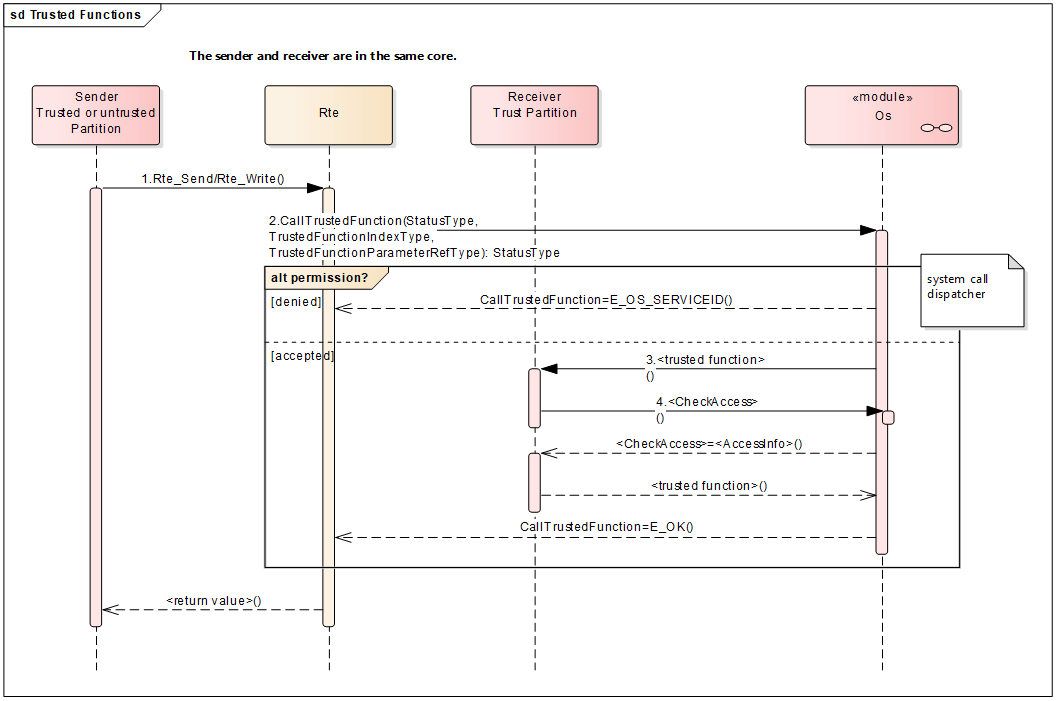 sd Trusted Functions
The sender and receiver are in the same core.
Sender
Trusted or untrusted
Partition
Rte
Receiver
Trust Partition
«module»
Os
1.Rte_Send/Rte_Write()
2.CallTrustedFunction(StatusType,
TrustedFunctionIndexType,
TrustedFunctionParameterRefType): StatusType
alt permission?
system call
dispatcher
[denied]
CallTrustedFunction=E_OS_SERVICEID()
[accepted]
3.<trusted function>
()
4.<CheckAccess>
()
<CheckAccess>=<AccessInfo>()
<trusted function>()
CallTrustedFunction=E_OK()
<return value>()